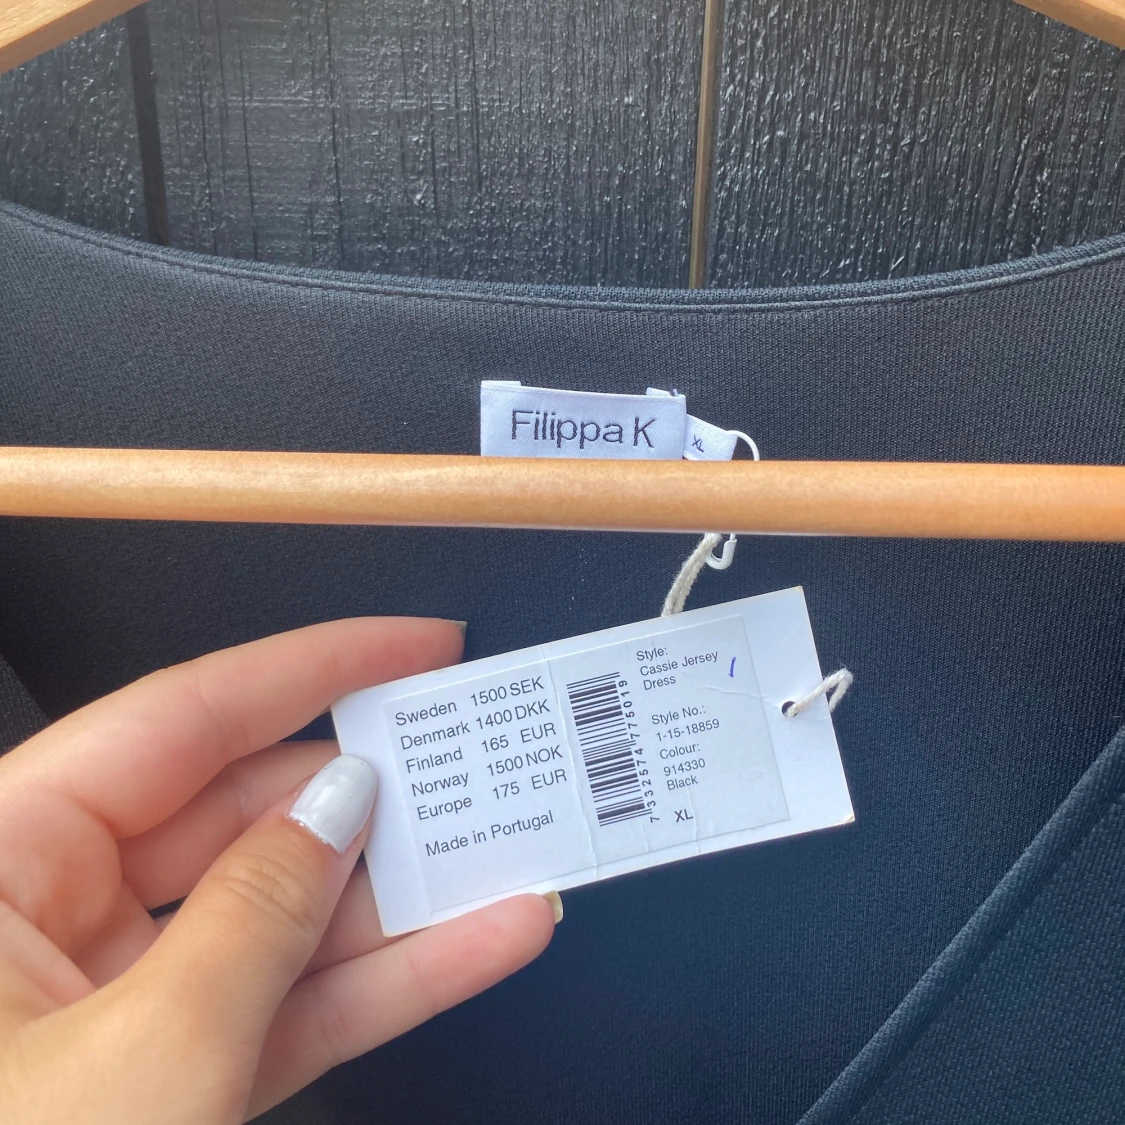 Filippa K
XL
Sweden 1500 SEK
Denmark 1400 DKK
Finland 165 EUR
Norway 1500 NOK
Europe 175 EUR
Made in Portugal
7332574775019
Style:
Cassie Jersey
Dress
Style No.:
1-15-18859
Colour:
914330
Black
XL